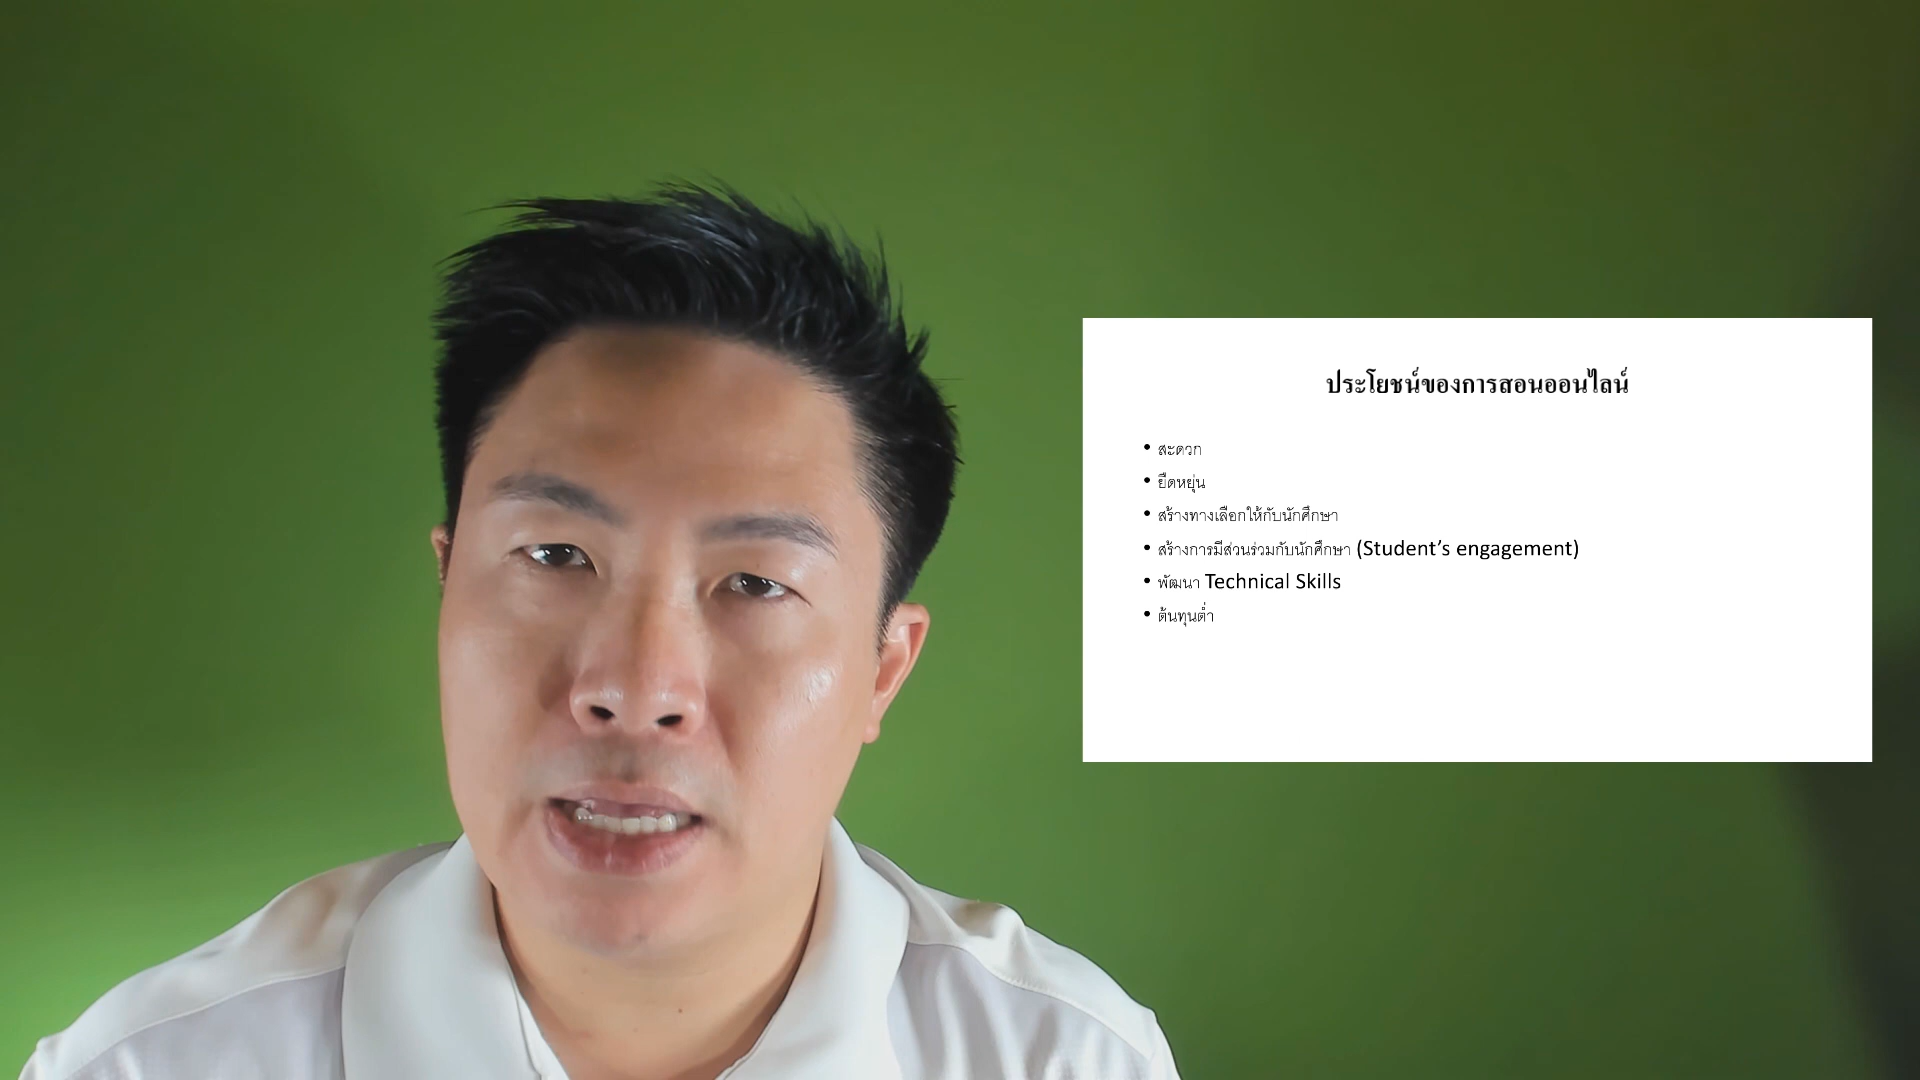 ประโยชน์ของการสอนออนไลน์
• สะดวก
• ยืดหยุ่น
• สร้างทางเลือกให้กับนักศึกษา
• สร้างการมีส่วนร่วมกับนักศึกษา (Student’s engagement)
• พัฒนา Technical Skills
• ต้นทุนต่ำ